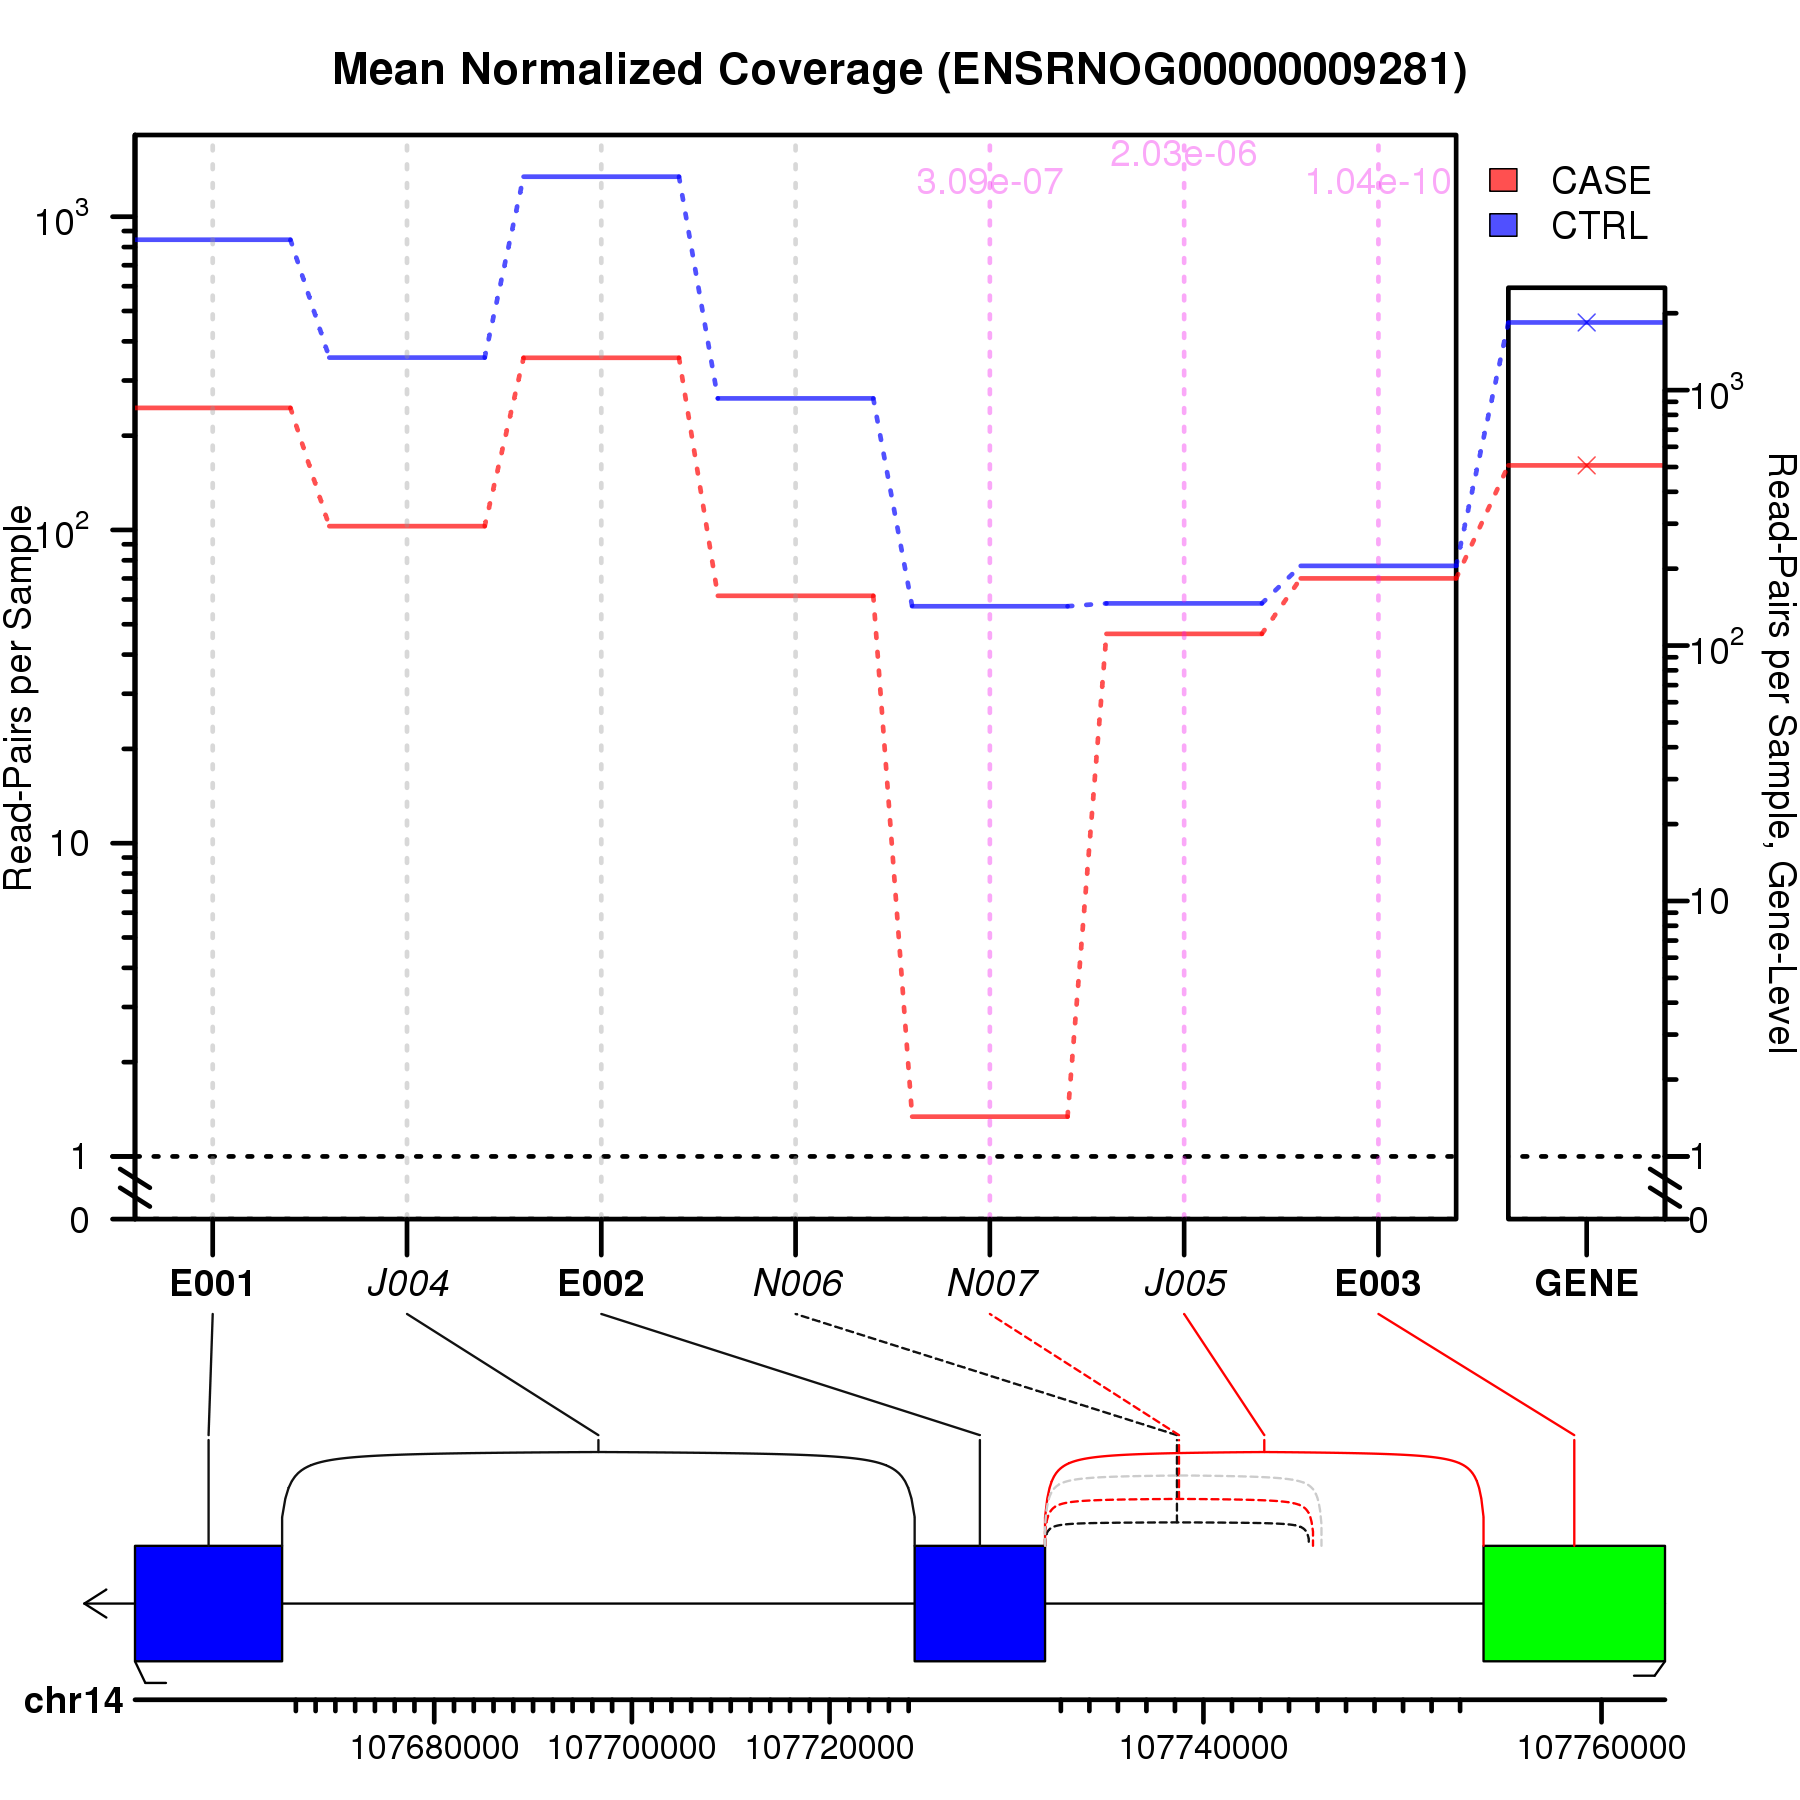 Mean Normalized Coverage (ENSRNOG00000009281)
3.09e-07
2.03e-06
1.04e-10
CASE
CTRL
Read-Pairs per Sample
10³
10²
10
1
0
Read-Pairs per Sample, Gene-Level
10³
10²
10
1
0
E001 J004 E002 N006 N007 J005 E003 GENE
chr14
107680000 107700000 107720000 107740000 107760000